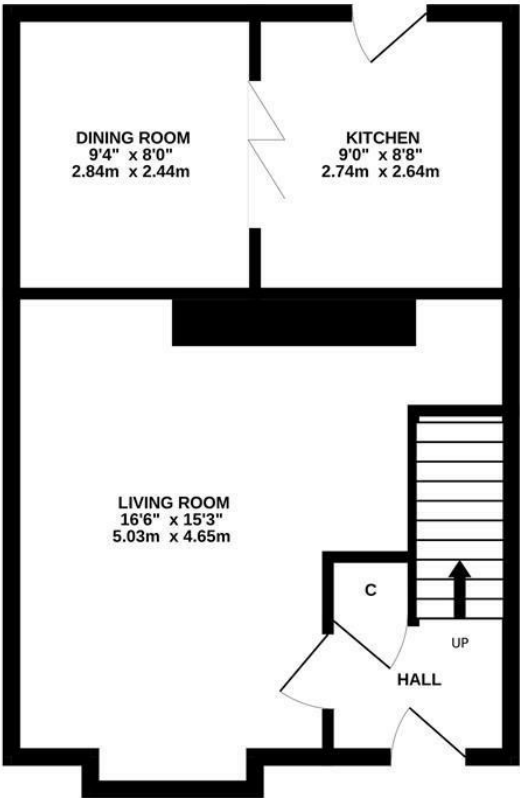 DINING ROOM
9'4" x 8'0"
2.84m x 2.44m
KITCHEN
9'0" x 8'8"
2.74m x 2.64m
LIVING ROOM
16'6" x 15'3"
5.03m x 4.65m
C
UP
HALL